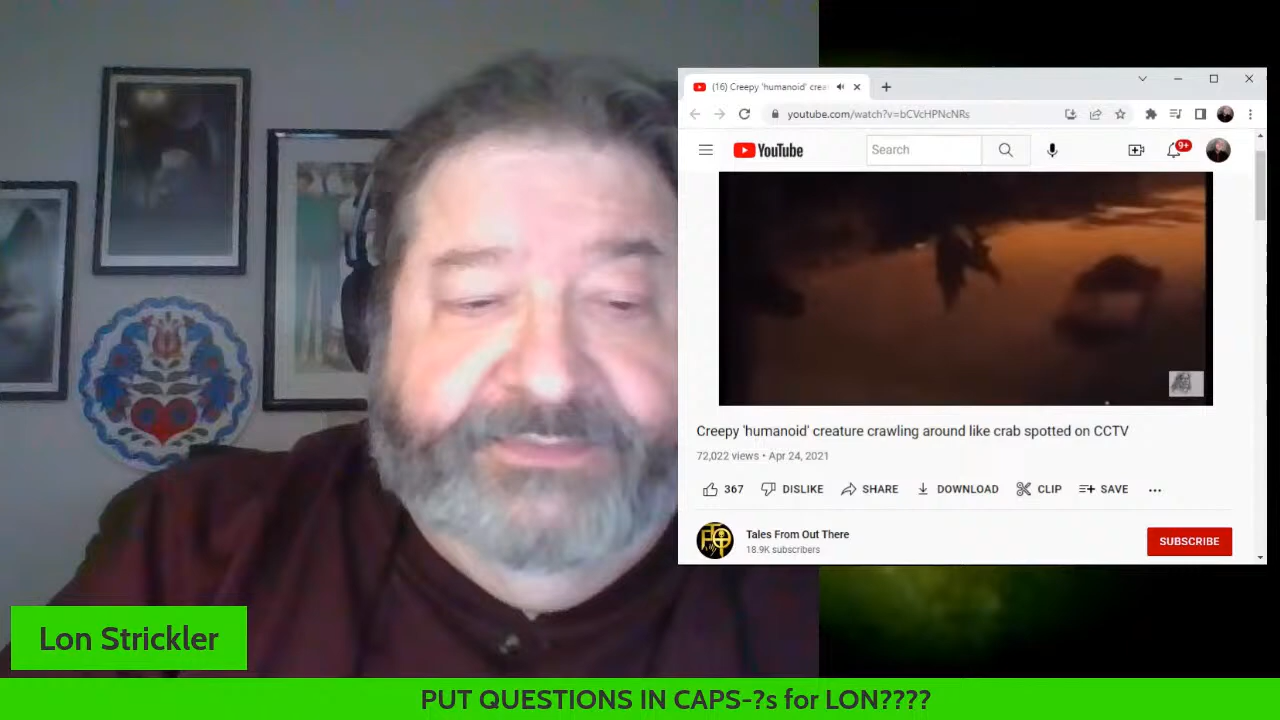 (16) Creepy 'humanoid' crea
youtube.com/watch?v=bCVcHPNcNRs
YouTube
Search
9+
Creepy 'humanoid' creature crawling around like crab spotted on CCTV
72,022 views • Apr 24, 2021
367 DISLIKE SHARE DOWNLOAD CLIP SAVE
Tales From Out There
18.9K subscribers
SUBSCRIBE
Lon Strickler
PUT QUESTIONS IN CAPS-?s for LON????